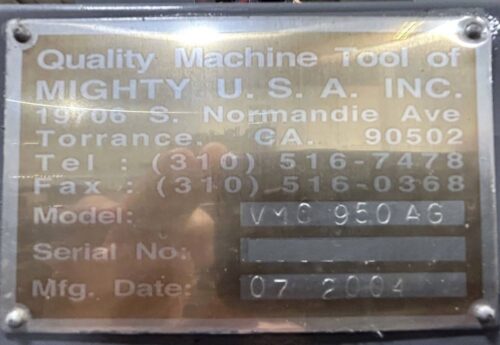 Quality Machine Tool of
MIGHTY U. S. A. INC.
19706 S. Normandie Ave
Torrance. CA. 90502
Tel : (310) 516-7478
Fax : (310) 516-0368
Model: VMC 950 AG
Serial No:
Mfg. Date: 07 2004